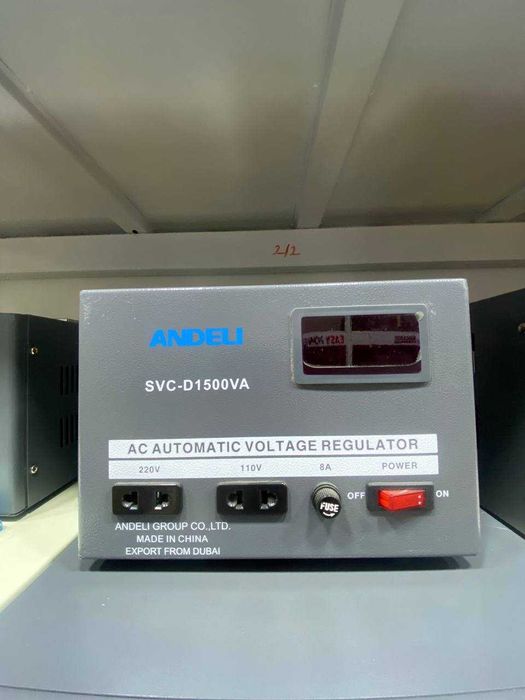 2/2
ANDELI
SVC-D1500VA
AC AUTOMATIC VOLTAGE REGULATOR
220V 110V 8A POWER
OFF ON
FUSE
ANDELI GROUP CO.,LTD.
MADE IN CHINA
EXPORT FROM DUBAI